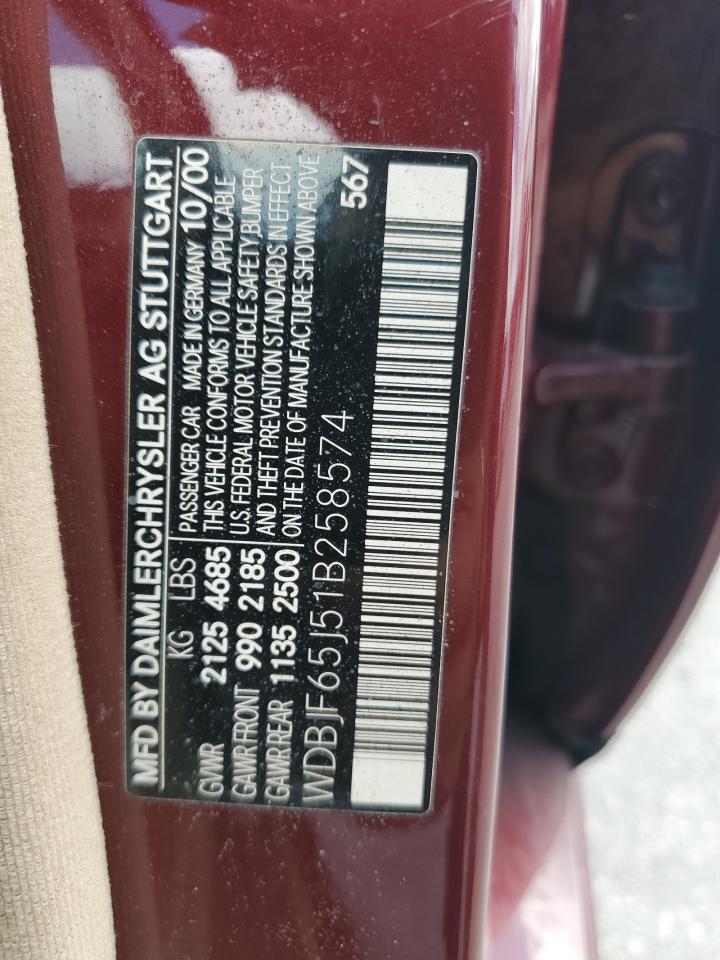 MFD BY DAIMLERCHRYSLER AG STUTTGART
KG LBS
GVWR 2125 4685
GAWR FRONT 990 2185
GAWR REAR 1135 2500
PASSENGER CAR MADE IN GERMANY 10/00
THIS VEHICLE CONFORMS TO ALL APPLICABLE
U.S. FEDERAL MOTOR VEHICLE SAFETY BUMPER
AND THEFT PREVENTION STANDARDS IN EFFECT
ON THE DATE OF MANUFACTURE SHOWN ABOVE
WDBJF65J51B258574
567